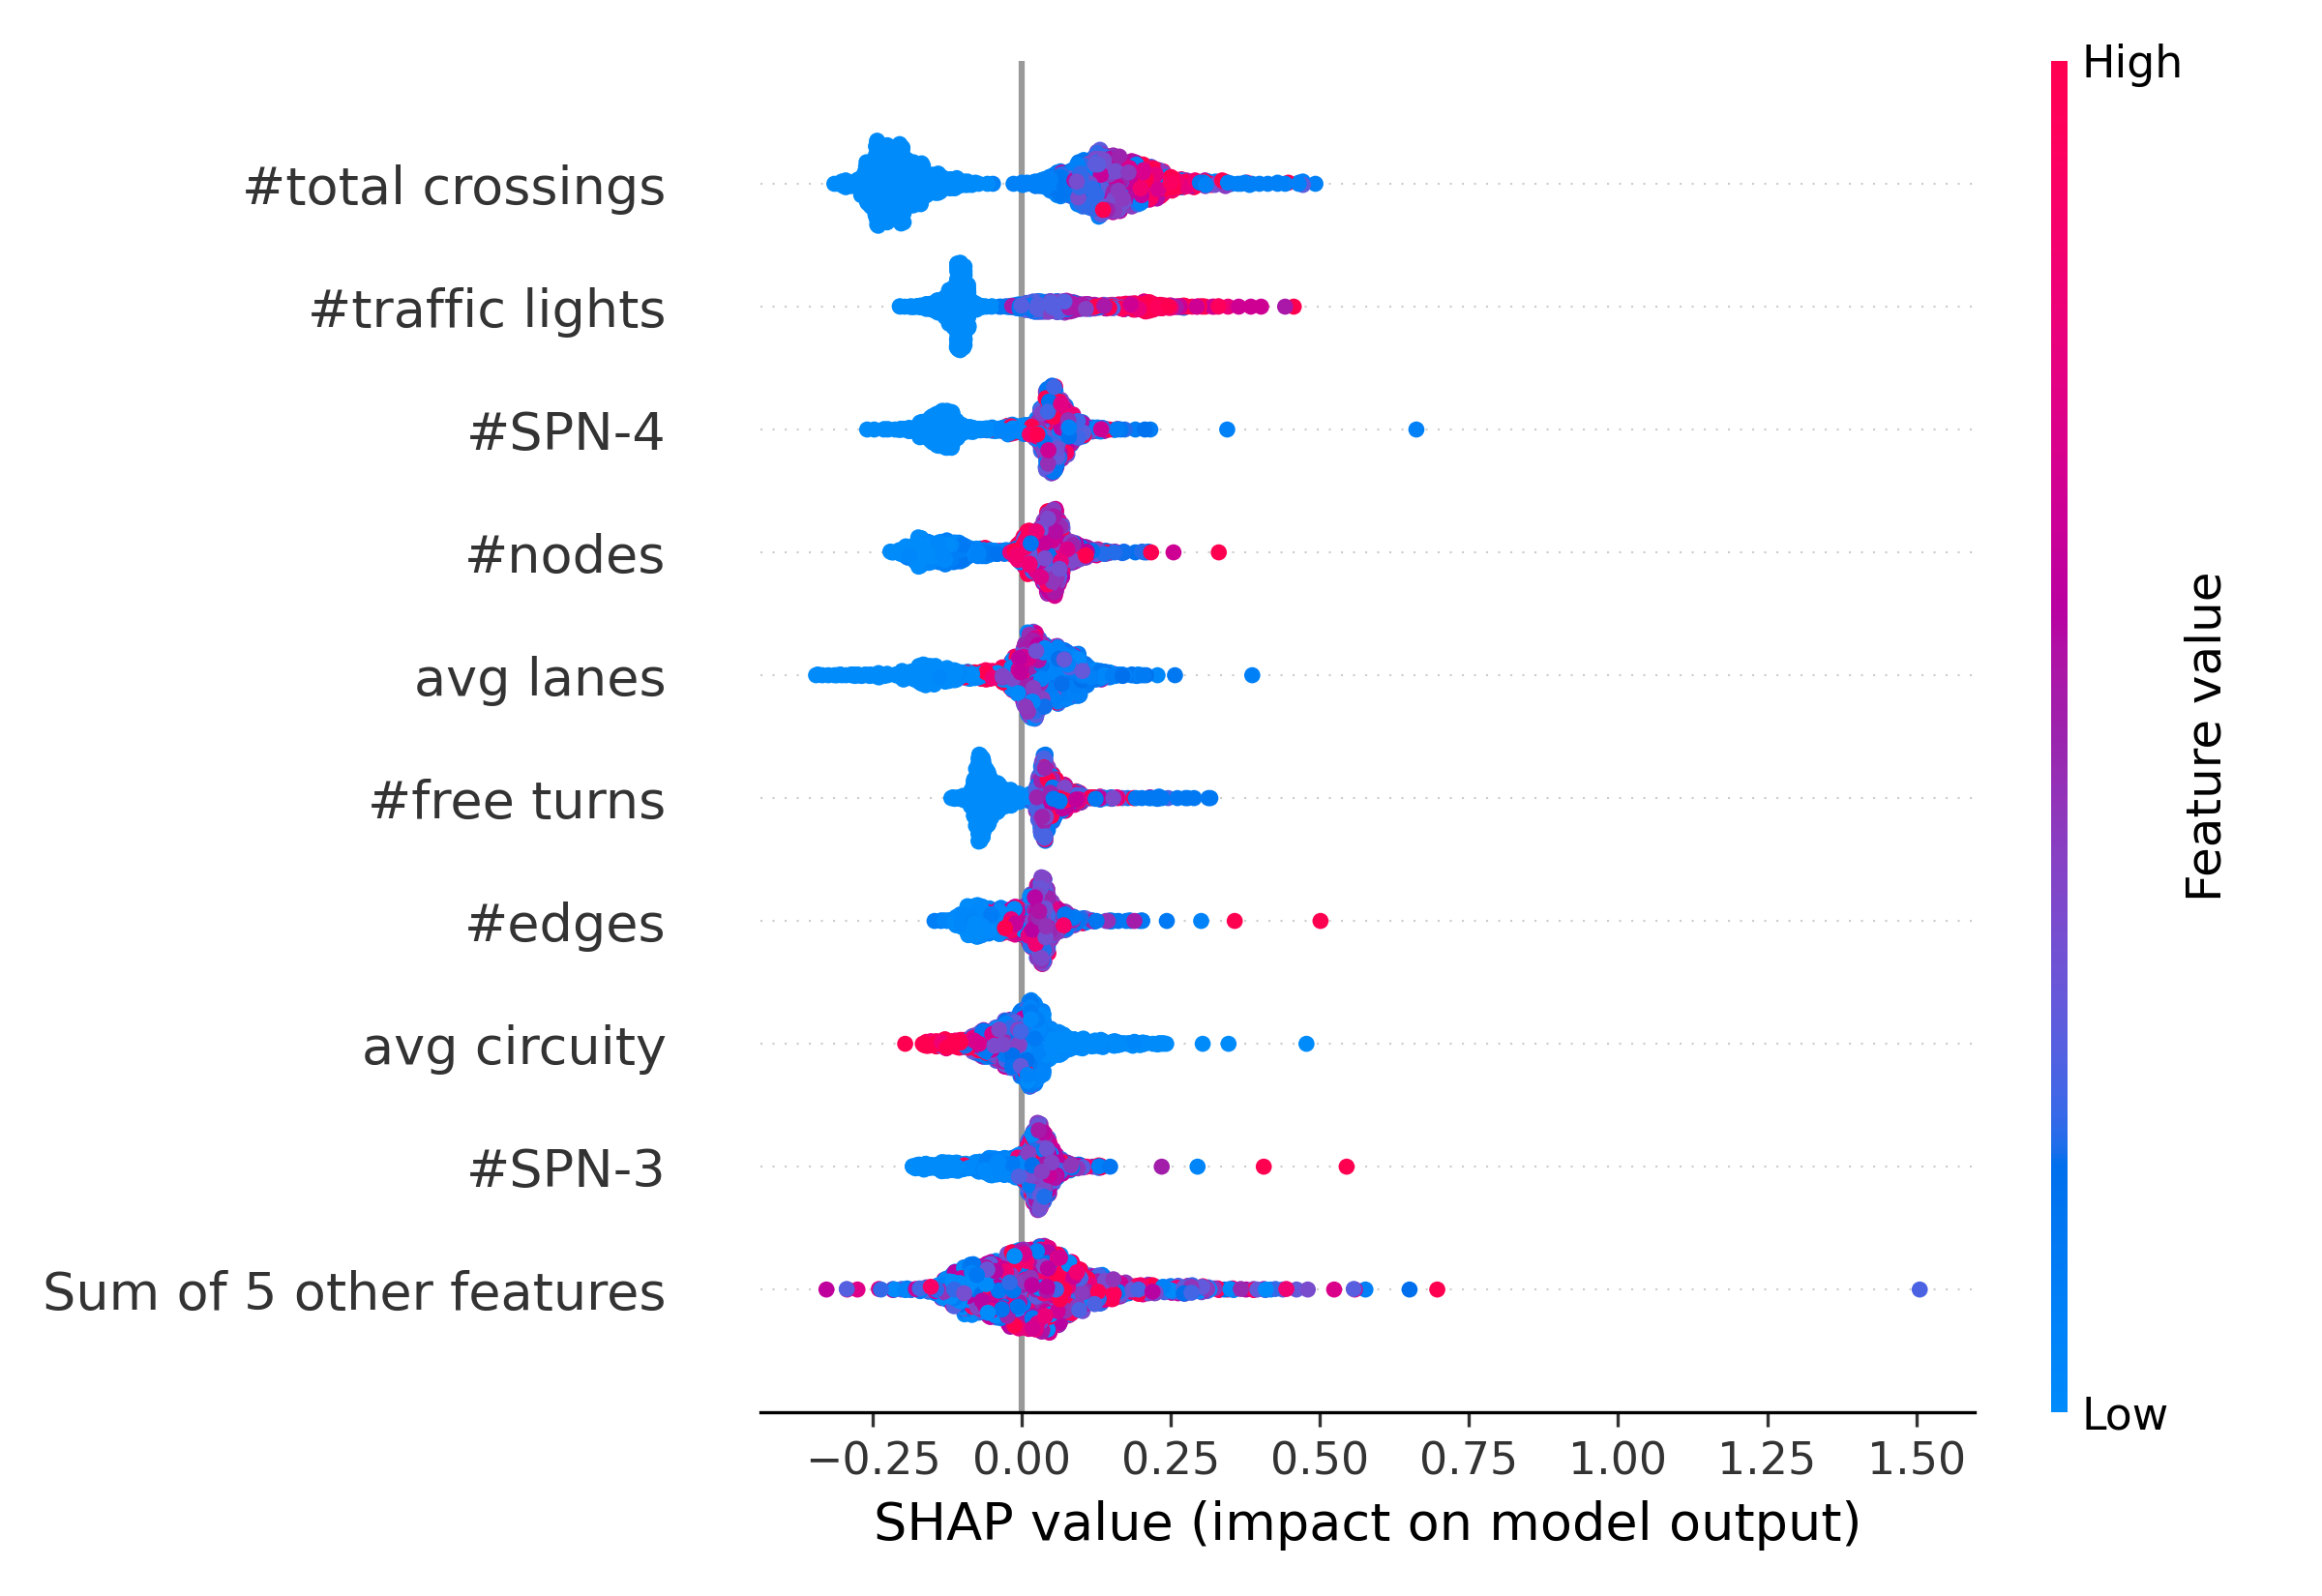 High
#total crossings
#traffic lights
#SPN-4
#nodes
avg lanes
#free turns
#edges
avg circuity
#SPN-3
Sum of 5 other features
Feature value
Low
−0.25 0.00 0.25 0.50 0.75 1.00 1.25 1.50
SHAP value (impact on model output)